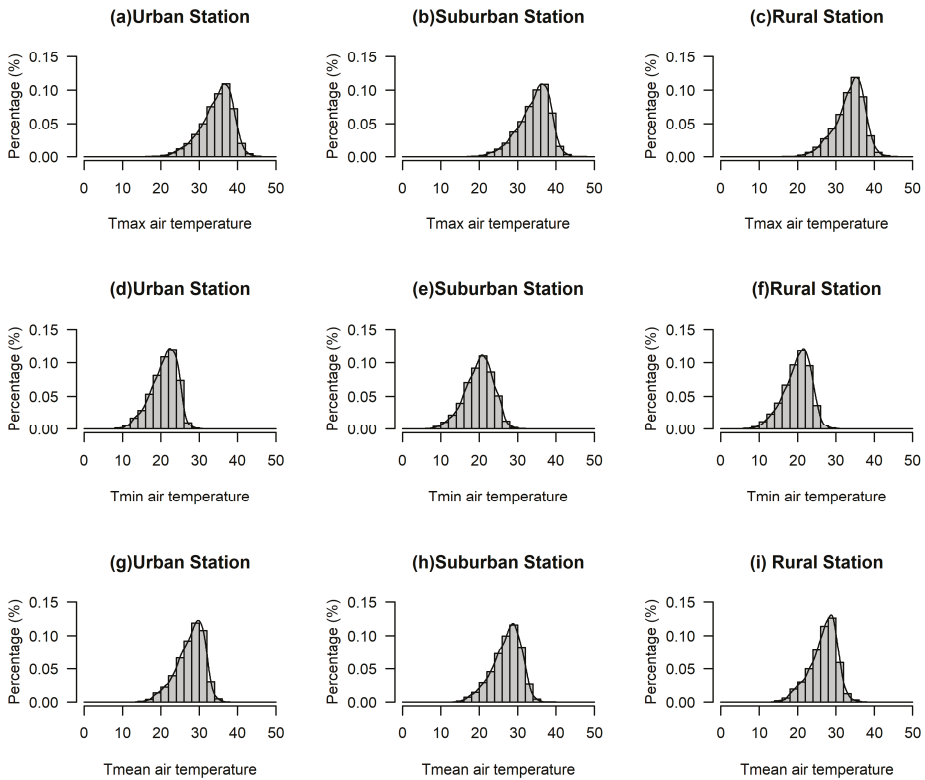 (a)Urban Station
(b)Suburban Station
(c)Rural Station
Percentage (%)
0.15
0.10
0.05
0.00
0 10 20 30 40 50
Tmax air temperature
Percentage (%)
0.15
0.10
0.05
0.00
0 10 20 30 40 50
Tmax air temperature
Percentage (%)
0.15
0.10
0.05
0.00
0 10 20 30 40 50
Tmax air temperature
(d)Urban Station
(e)Suburban Station
(f)Rural Station
Percentage (%)
0.15
0.10
0.05
0.00
0 10 20 30 40 50
Tmin air temperature
Percentage (%)
0.15
0.10
0.05
0.00
0 10 20 30 40 50
Tmin air temperature
Percentage (%)
0.15
0.10
0.05
0.00
0 10 20 30 40 50
Tmin air temperature
(g)Urban Station
(h)Suburban Station
(i) Rural Station
Percentage (%)
0.15
0.10
0.05
0.00
0 10 20 30 40 50
Tmean air temperature
Percentage (%)
0.15
0.10
0.05
0.00
0 10 20 30 40 50
Tmean air temperature
Percentage (%)
0.15
0.10
0.05
0.00
0 10 20 30 40 50
Tmean air temperature